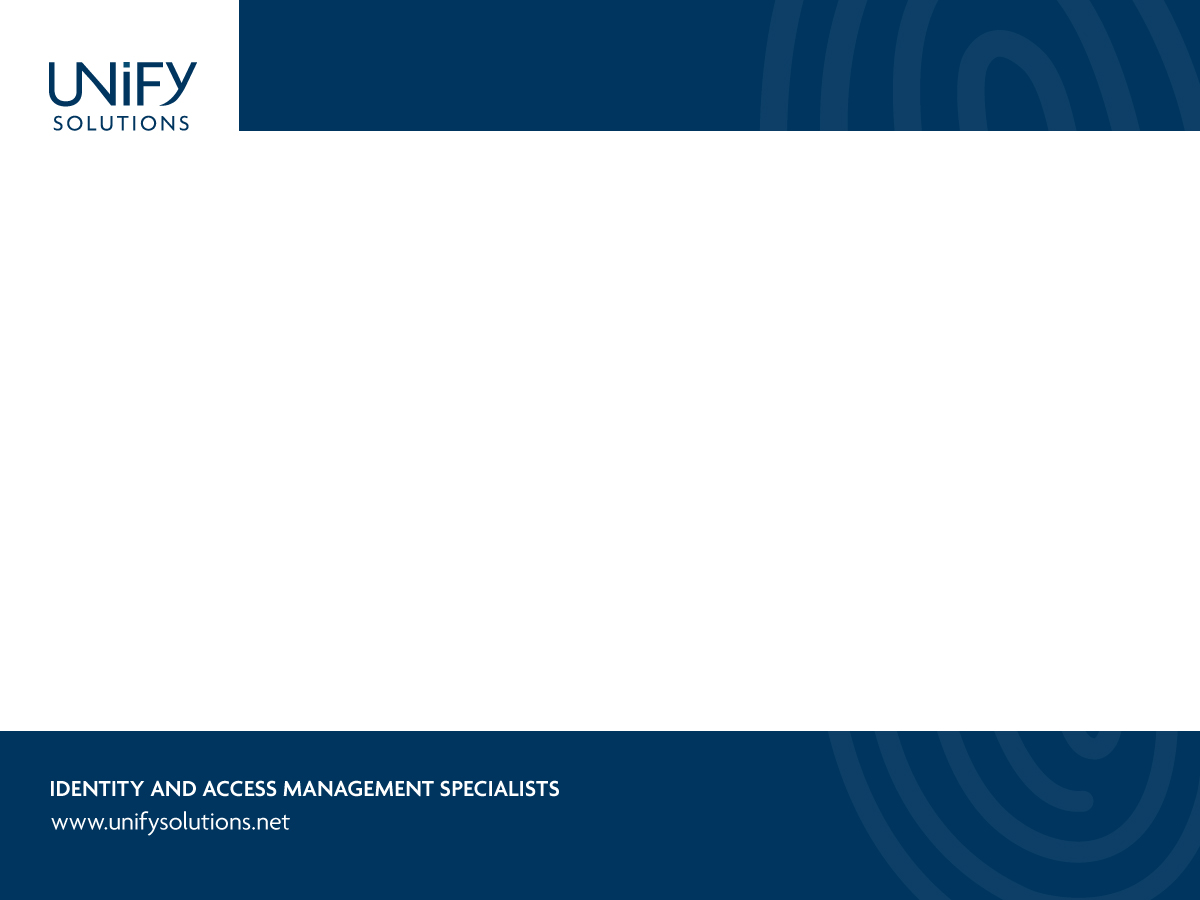 UNiFY
SOLUTIONS
IDENTITY AND ACCESS MANAGEMENT SPECIALISTS
www.unifysolutions.net